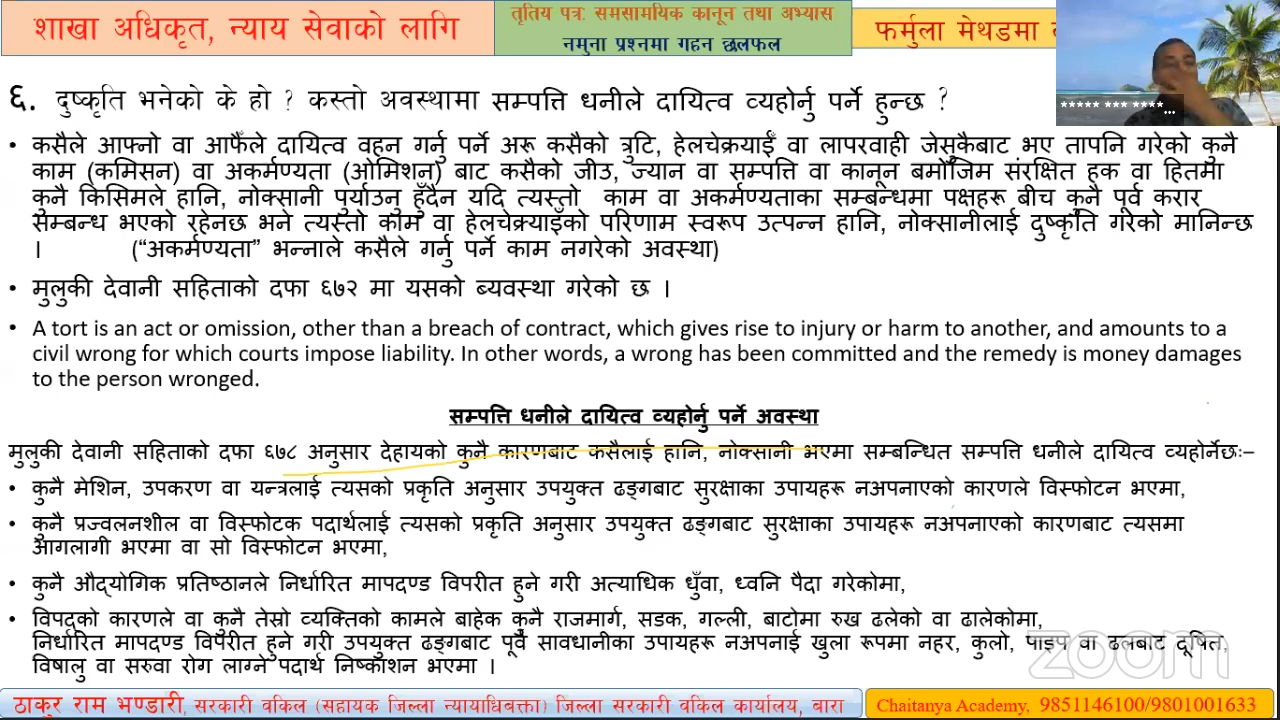 शाखा अधिकृत, न्याय सेवाको लागि
तृतिय पत्र: समसामयिक कानून तथा अभ्यास
नमुना प्रश्नमा गहन छलफल
फर्मुला मेथडमा
***** *** ****...
६. दुष्कृति भनेको के हो ? कस्तो अवस्थामा सम्पत्ति धनीले दायित्व व्यहोर्नु पर्ने हुन्छ ?
• कसैले आफ्नो वा आफैँले दायित्व वहन गर्नु पर्ने अरू कसैको त्रुटि, हेलचेक्र्याइँ वा लापरवाही जेसुकैबाट भए तापनि गरेको कुनै
काम (कमिसन) वा अकर्मण्यता (ओमिशन) बाट कसैको जीउ, ज्यान वा सम्पत्ति वा कानून बमोजिम संरक्षित हक वा हितमा
कुनै किसिमले हानि, नोक्सानी पुर्याउनु हुँदैन यदि त्यस्तो काम वा अकर्मण्यताका सम्बन्धमा पक्षहरू बीच कुनै पूर्व करार
सम्बन्ध भएको रहेनछ भने त्यस्तो काम वा हेलचेक्र्याइँको परिणाम स्वरूप उत्पन्न हानि, नोक्सानीलाई दुष्कृति गरेको मानिन्छ
। (“अकर्मण्यता” भन्नाले कसैले गर्नु पर्ने काम नगरेको अवस्था)
• मुलुकी देवानी सहिताको दफा ६७२ मा यसको ब्यवस्था गरेको छ ।
• A tort is an act or omission, other than a breach of contract, which gives rise to injury or harm to another, and amounts to a
civil wrong for which courts impose liability. In other words, a wrong has been committed and the remedy is money damages
to the person wronged.
सम्पत्ति धनीले दायित्व व्यहोर्नु पर्ने अवस्था
मुलुकी देवानी सहिताको दफा ६७८ अनुसार देहायको कुनै कारणबाट कसैलाई हानि, नोक्सानी भएमा सम्बन्धित सम्पत्ति धनीले दायित्व व्यहोर्नेछः–
• कुनै मेशिन, उपकरण वा यन्त्रलाई त्यसको प्रकृति अनुसार उपयुक्त ढङ्गबाट सुरक्षाका उपायहरू नअपनाएको कारणले विस्फोटन भएमा,
• कुनै प्रज्वलनशील वा विस्फोटक पदार्थलाई त्यसको प्रकृति अनुसार उपयुक्त ढङ्गबाट सुरक्षाका उपायहरू नअपनाएको कारणबाट त्यसमा
आगलागी भएमा वा सो विस्फोटन भएमा,
• कुनै औद्योगिक प्रतिष्ठानले निर्धारित मापदण्ड विपरीत हुने गरी अत्याधिक धुँवा, ध्वनि पैदा गरेकोमा,
• विपद्को कारणले वा कुनै तेस्रो व्यक्तिको कामले बाहेक कुनै राजमार्ग, सडक, गल्ली, बाटोमा रुख ढलेको वा ढालेकोमा,
निर्धारित मापदण्ड विपरीत हुने गरी उपयुक्त ढङ्गबाट पूर्व सावधानीका उपायहरू नअपनाई खुला रूपमा नहर, कुलो, पाइप वा ढलबाट दूषित,
विषालु वा सरुवा रोग लाग्ने पदार्थ निष्काशन भएमा ।
zoom
ठाकुर राम भण्डारी, सरकारी वकिल (सहायक जिल्ला न्यायाधिबक्ता) जिल्ला सरकारी वकिल कार्यालय, बारा
Chaitanya Academy, 9851146100/9801001633